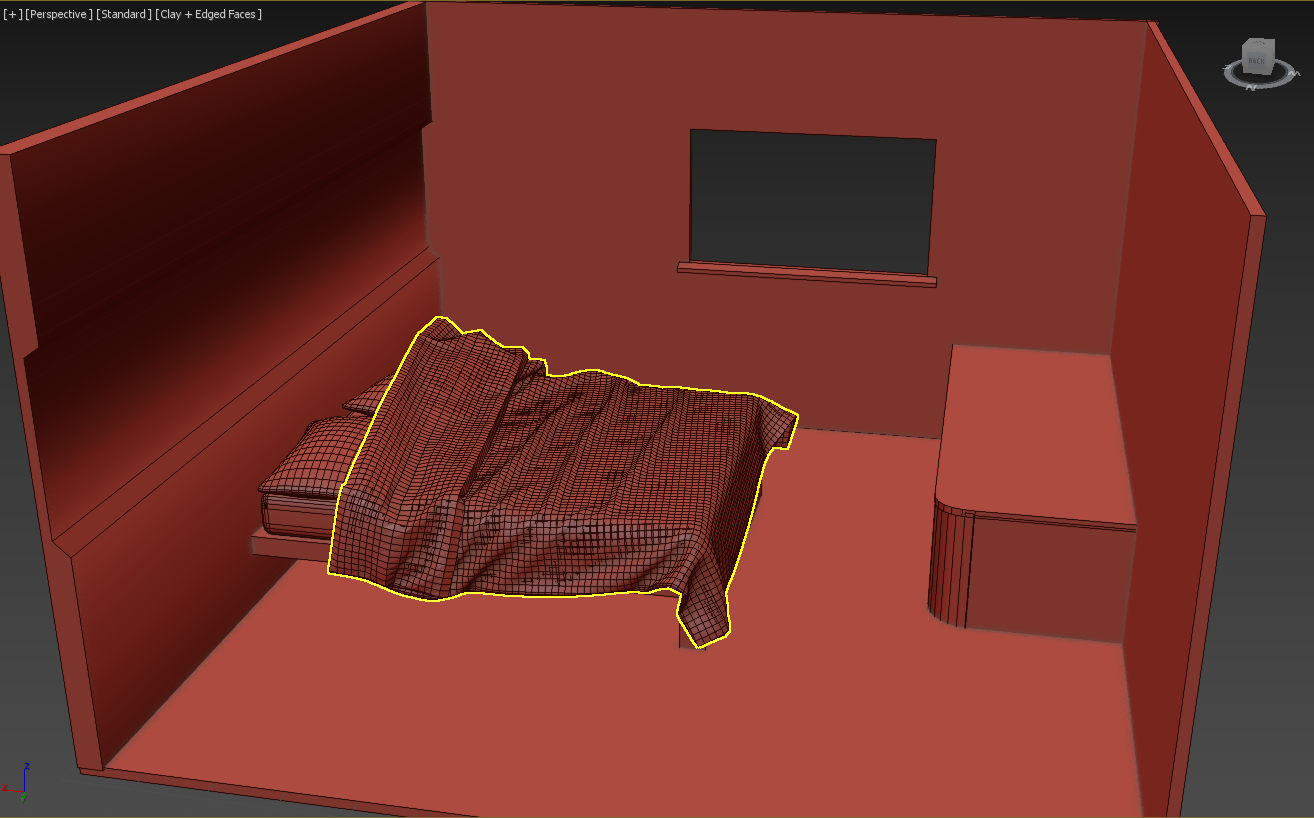 [+] [Perspective ] [Standard ] [Clay + Edged Faces ]
BACK
N
z
x
y